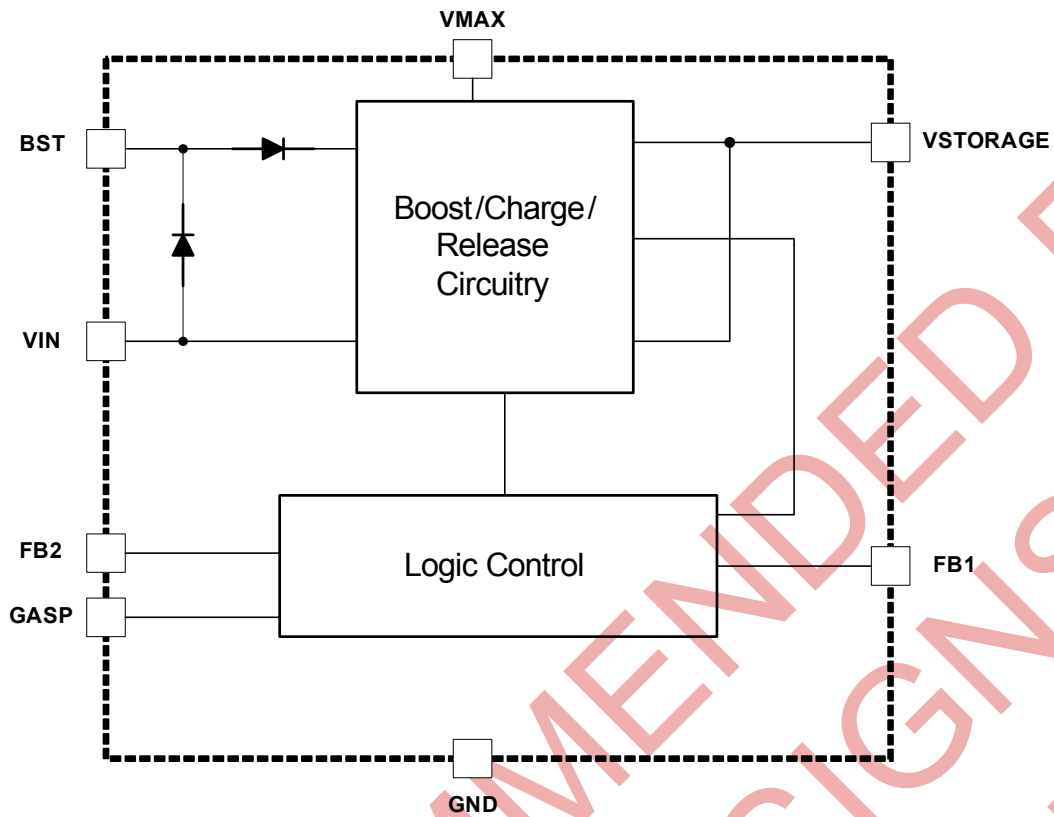 VMAX
BST
VSTORAGE
Boost/Charge/
Release
Circuitry
VIN
FB2
Logic Control
FB1
GASP
GND